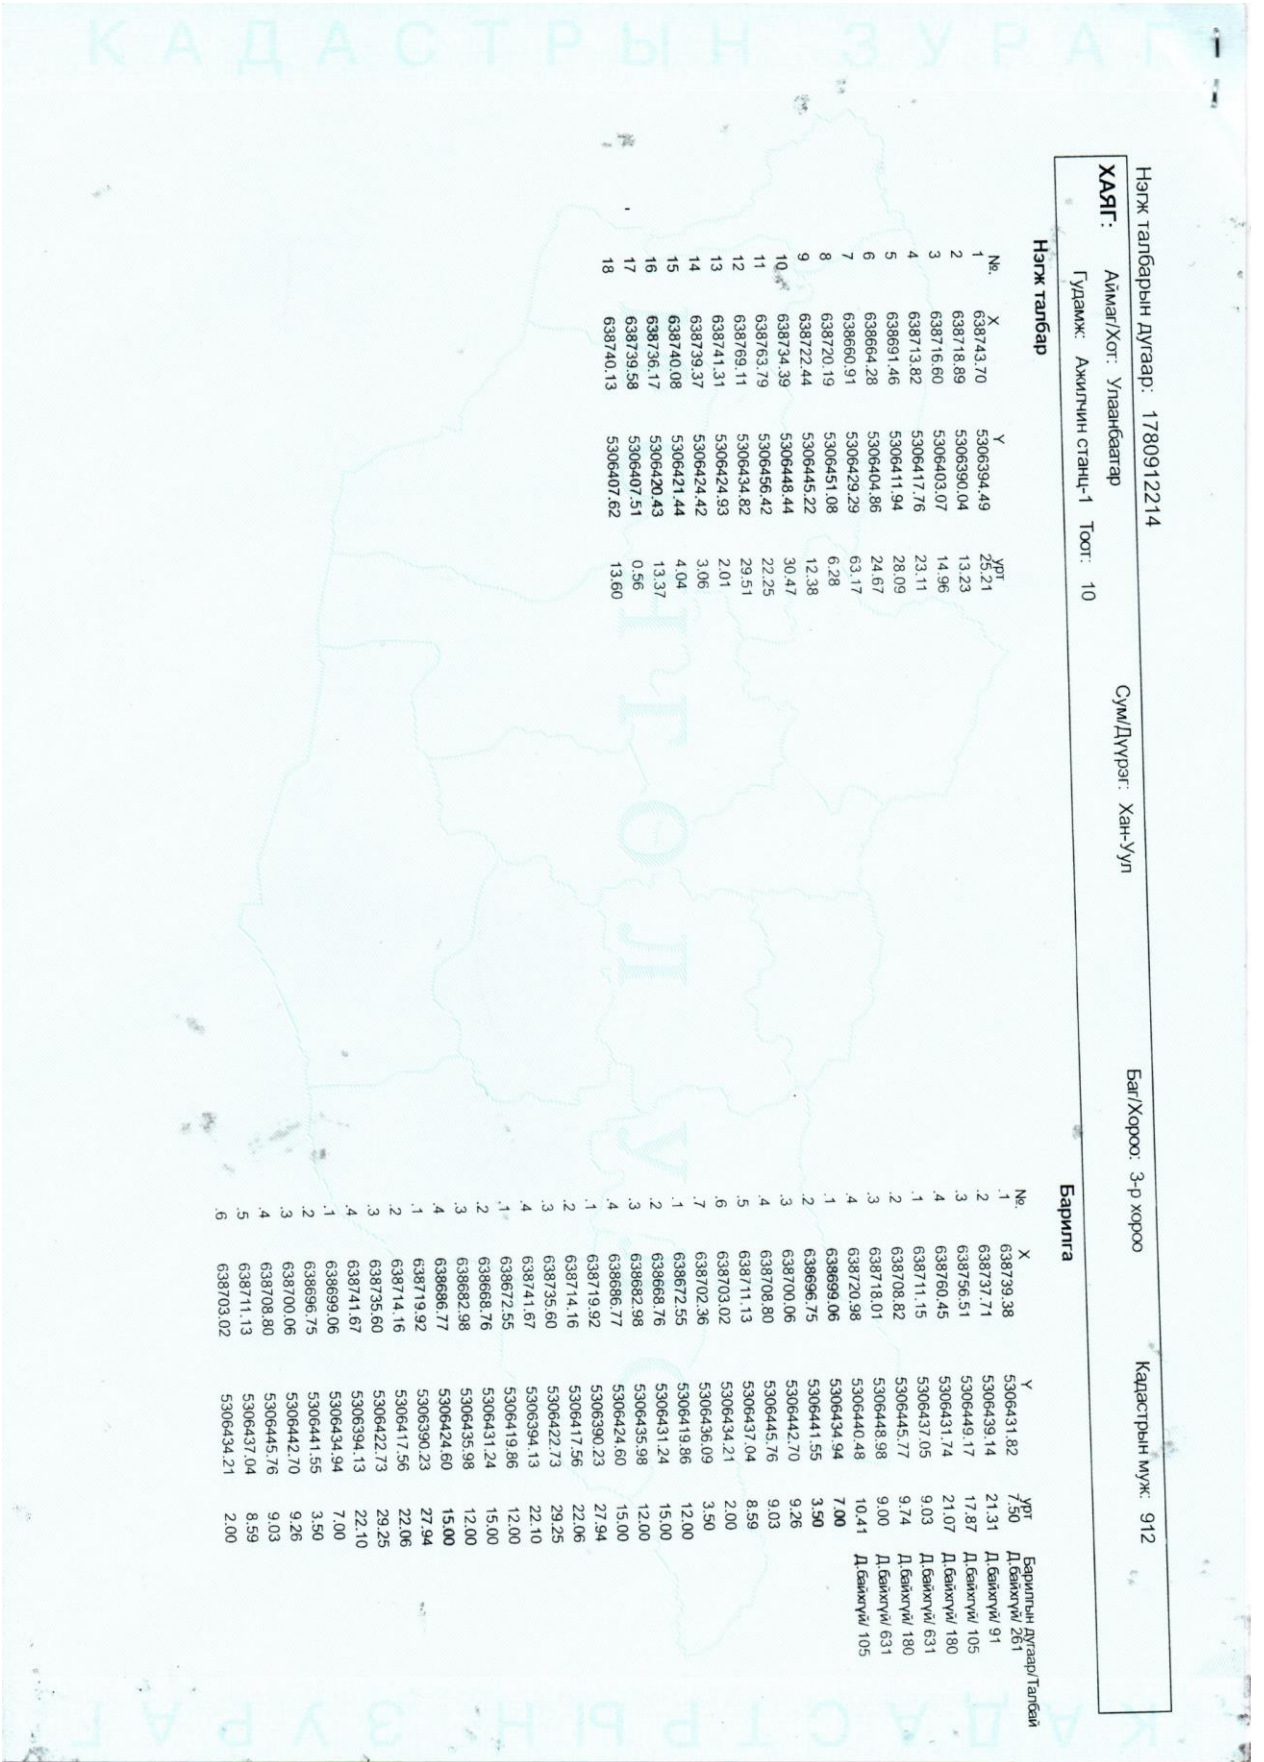 КАДАСТРЫН ЗУРАГ
Нэгж талбарын дугаар: 1780912214
ХАЯГ: Аймаг/Хот: Улаанбаатар Сум/Дүүрэг: Хан-Уул Баг/Хороо: 3-р хороо Кадастрын муж: 912
Гудамж: Ажилчин станц-1 Тоот: 10
Нэгж талбар
№. X Y урт
1 638743.70 5306394.49 25.21
2 638718.89 5306390.04 13.23
3 638716.60 5306403.07 14.96
4 638713.82 5306417.76 23.11
5 638691.46 5306411.94 28.09
6 638664.28 5306404.86 24.67
7 638660.91 5306429.29 63.17
8 638720.19 5306451.08 6.28
9 638722.44 5306445.22 12.38
10 638734.39 5306448.44 30.47
11 638763.79 5306456.42 22.25
12 638769.11 5306434.82 29.51
13 638741.31 5306424.93 2.01
14 638739.37 5306424.42 3.06
15 638740.08 5306421.44 4.04
16 638736.17 5306420.43 13.37
17 638739.58 5306407.51 0.56
18 638740.13 5306407.62 13.60
Барилга
№. X Y урт Барилгын дугаар/Талбай
.1 638739.38 5306431.82 7.50 Д.байхгүй/ 261
.2 638737.71 5306439.14 21.31 Д.байхгүй/ 91
.3 638756.51 5306449.17 17.87 Д.байхгүй/ 105
.4 638760.45 5306431.74 21.07 Д.байхгүй/ 180
.1 638711.15 5306437.05 9.03 Д.байхгүй/ 631
.2 638708.82 5306445.77 9.74 Д.байхгүй/ 180
.3 638718.01 5306448.98 9.00 Д.байхгүй/ 631
.4 638720.98 5306440.48 10.41 Д.байхгүй/ 105
.1 638699.06 5306434.94 7.00
.2 638696.75 5306441.55 3.50
.3 638700.06 5306442.70 9.26
.4 638708.80 5306445.76 9.03
.5 638711.13 5306437.04 8.59
.6 638703.02 5306434.21 2.00
.7 638702.36 5306436.09 3.50
.1 638672.55 5306419.86 12.00
.2 638668.76 5306431.24 15.00
.3 638682.98 5306435.98 12.00
.4 638686.77 5306424.60 15.00
.1 638719.92 5306390.23 27.94
.2 638714.16 5306417.56 22.06
.3 638735.60 5306422.73 29.25
.4 638741.67 5306394.13 22.10
.1 638672.55 5306419.86 12.00
.2 638668.76 5306431.24 15.00
.3 638682.98 5306435.98 12.00
.4 638686.77 5306424.60 15.00
.1 638719.92 5306390.23 27.94
.2 638714.16 5306417.56 22.06
.3 638735.60 5306422.73 29.25
.4 638741.67 5306394.13 22.10
.1 638699.06 5306434.94 7.00
.2 638696.75 5306441.55 3.50
.3 638700.06 5306442.70 9.26
.4 638708.80 5306445.76 9.03
.5 638711.13 5306437.04 8.59
.6 638703.02 5306434.21 2.00
КАДАСТРЫН ЗУРАГ